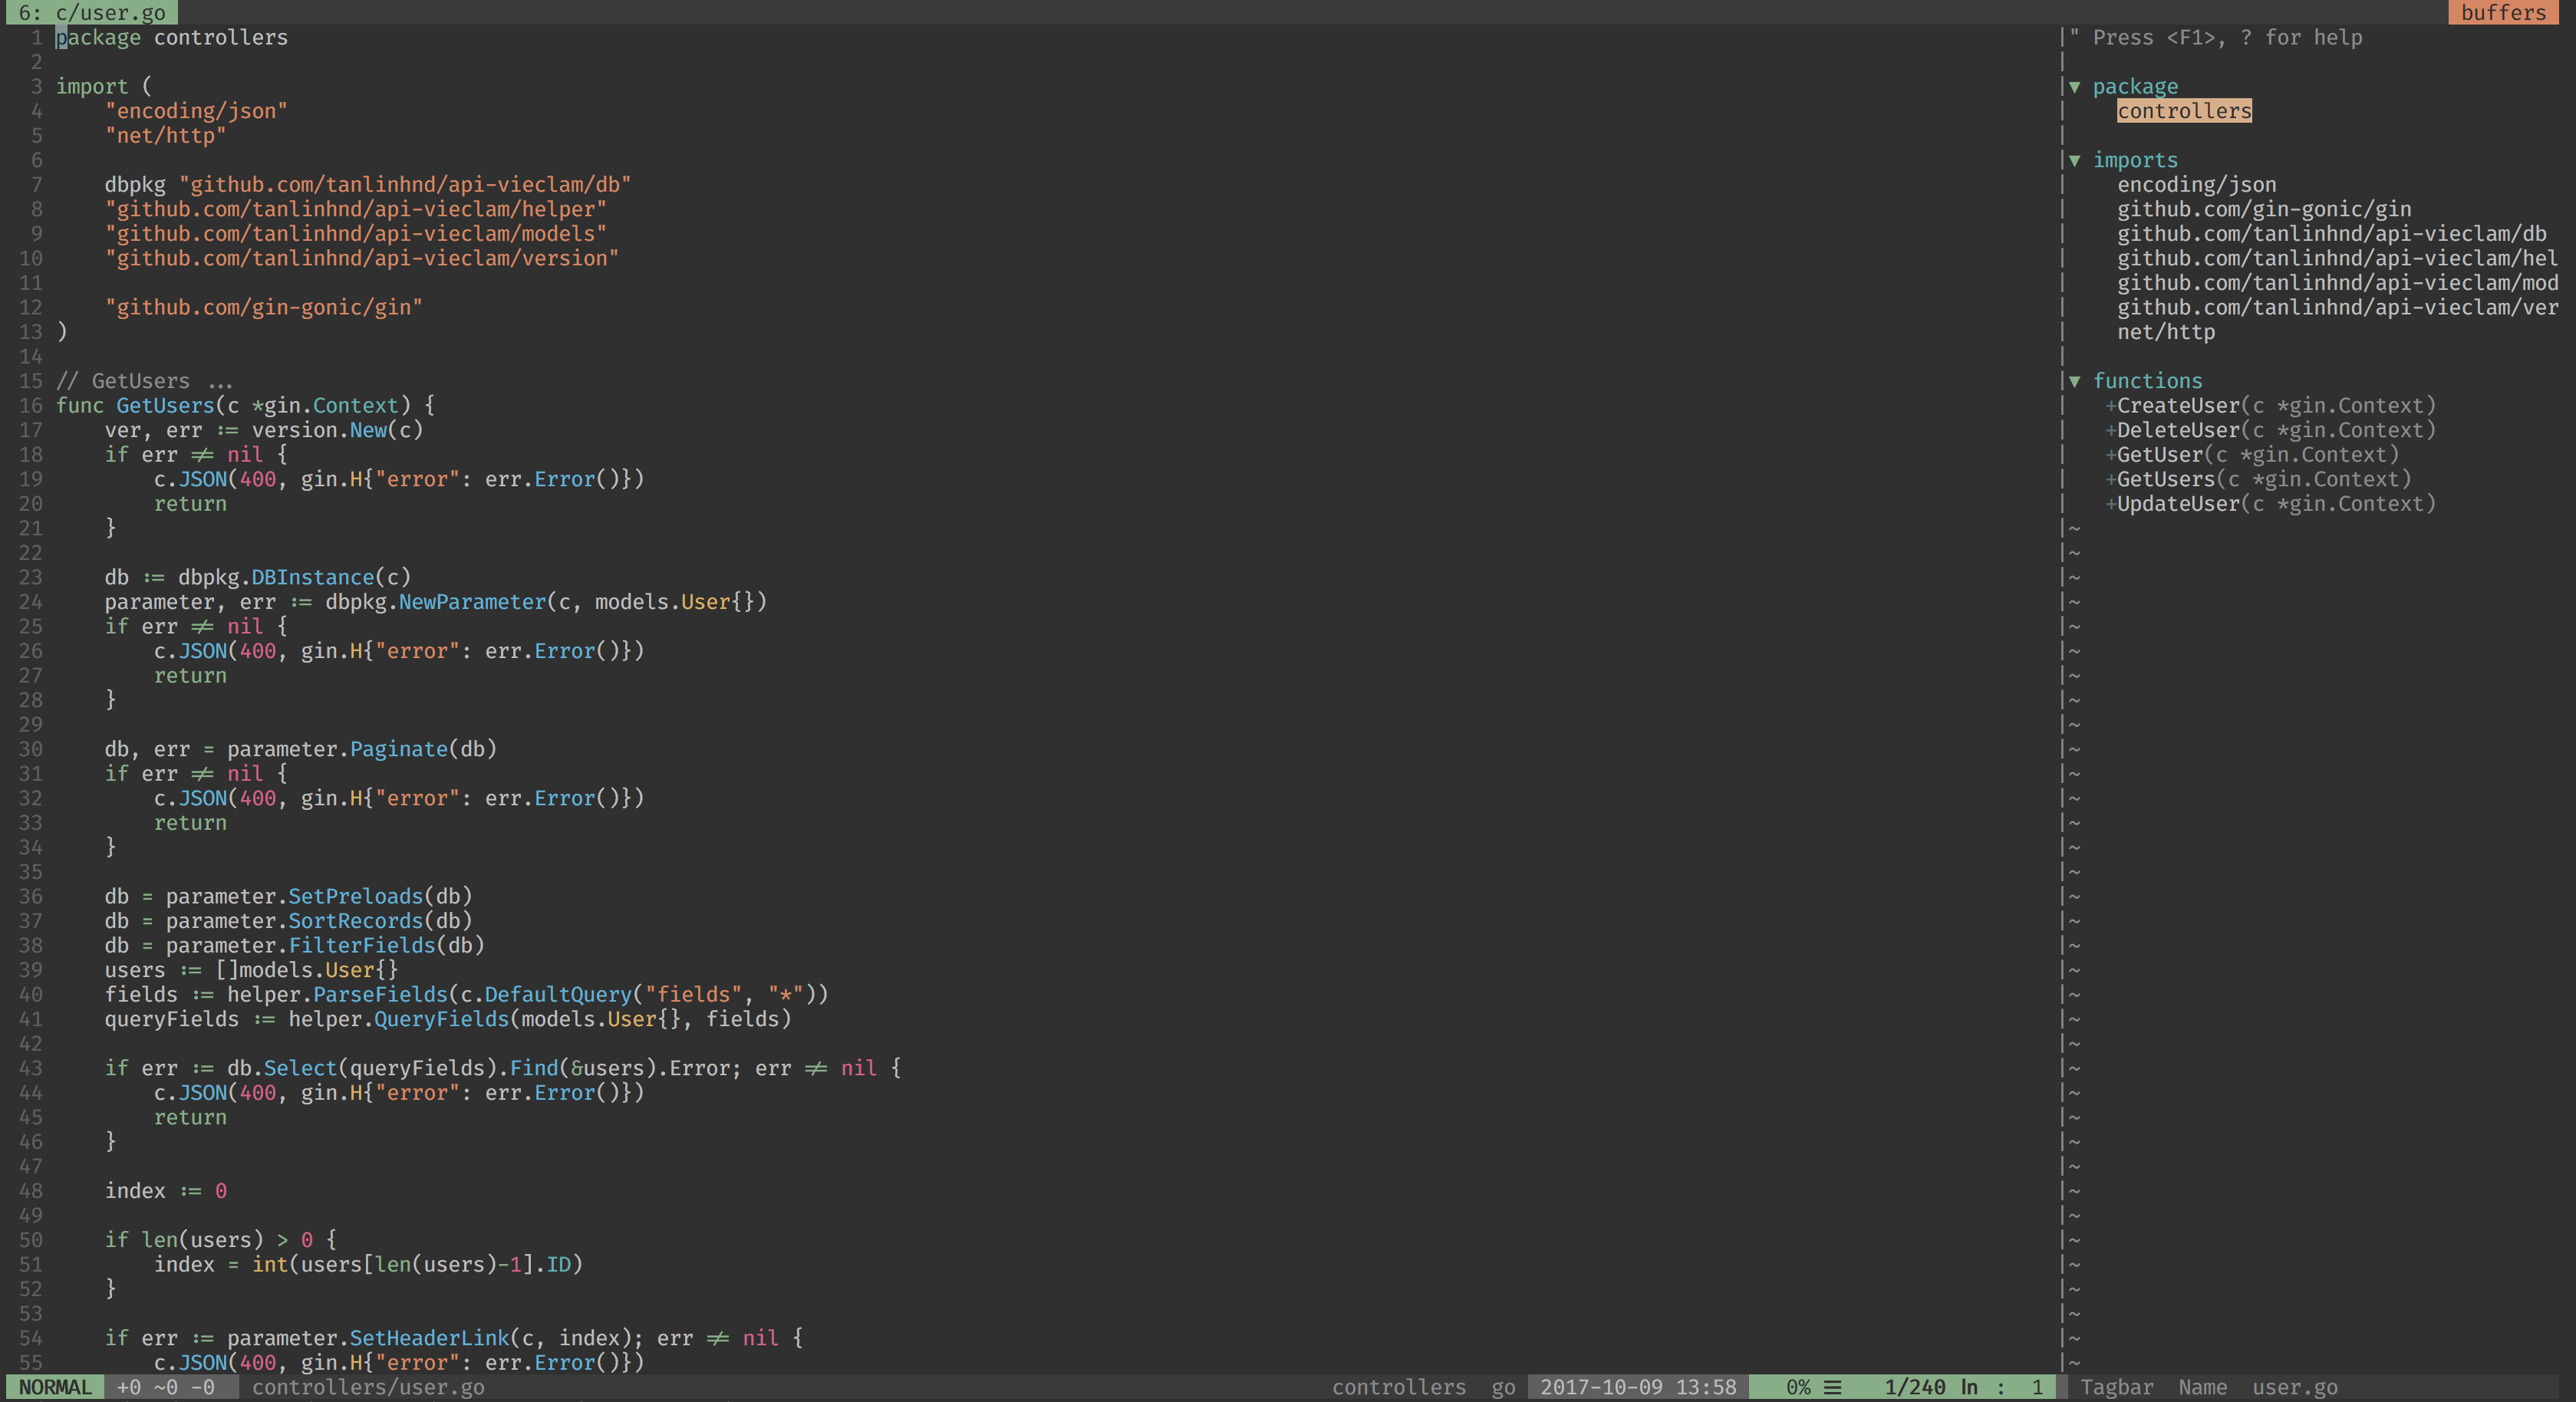 6: c/user.go
buffers
1 package controllers
2
3 import (
4 "encoding/json"
5 "net/http"
6
7 dbpkg "github.com/tanlinhnd/api-vieclam/db"
8 "github.com/tanlinhnd/api-vieclam/helper"
9 "github.com/tanlinhnd/api-vieclam/models"
10 "github.com/tanlinhnd/api-vieclam/version"
11
12 "github.com/gin-gonic/gin"
13 )
14
15 // GetUsers ...
16 func GetUsers(c *gin.Context) {
17 ver, err := version.New(c)
18 if err ≠ nil {
19 c.JSON(400, gin.H{"error": err.Error()})
20 return
21 }
22
23 db := dbpkg.DBInstance(c)
24 parameter, err := dbpkg.NewParameter(c, models.User{})
25 if err ≠ nil {
26 c.JSON(400, gin.H{"error": err.Error()})
27 return
28 }
29
30 db, err = parameter.Paginate(db)
31 if err ≠ nil {
32 c.JSON(400, gin.H{"error": err.Error()})
33 return
34 }
35
36 db = parameter.SetPreloads(db)
37 db = parameter.SortRecords(db)
38 db = parameter.FilterFields(db)
39 users := []models.User{}
40 fields := helper.ParseFields(c.DefaultQuery("fields", "*"))
41 queryFields := helper.QueryFields(models.User{}, fields)
42
43 if err := db.Select(queryFields).Find(&users).Error; err ≠ nil {
44 c.JSON(400, gin.H{"error": err.Error()})
45 return
46 }
47
48 index := 0
49
50 if len(users) > 0 {
51 index = int(users[len(users)-1].ID)
52 }
53
54 if err := parameter.SetHeaderLink(c, index); err ≠ nil {
55 c.JSON(400, gin.H{"error": err.Error()})
" Press <F1>, ? for help
▼ package
controllers
▼ imports
encoding/json
github.com/gin-gonic/gin
github.com/tanlinhnd/api-vieclam/db
github.com/tanlinhnd/api-vieclam/hel
github.com/tanlinhnd/api-vieclam/mod
github.com/tanlinhnd/api-vieclam/ver
net/http
▼ functions
+CreateUser(c *gin.Context)
+DeleteUser(c *gin.Context)
+GetUser(c *gin.Context)
+GetUsers(c *gin.Context)
+UpdateUser(c *gin.Context)
NORMAL +0 ~0 -0 controllers/user.go controllers go 2017-10-09 13:58 0% ☰ 1/240 ln : 1 Tagbar Name user.go